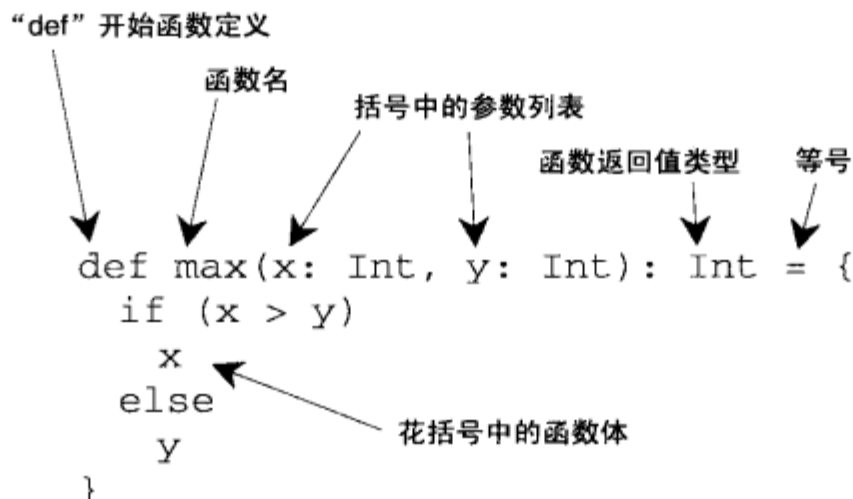 “def”开始函数定义
函数名
括号中的参数列表
函数返回值类型 等号
def max(x: Int, y: Int): Int = {
if (x > y)
x
else
花括号中的函数体
y
}